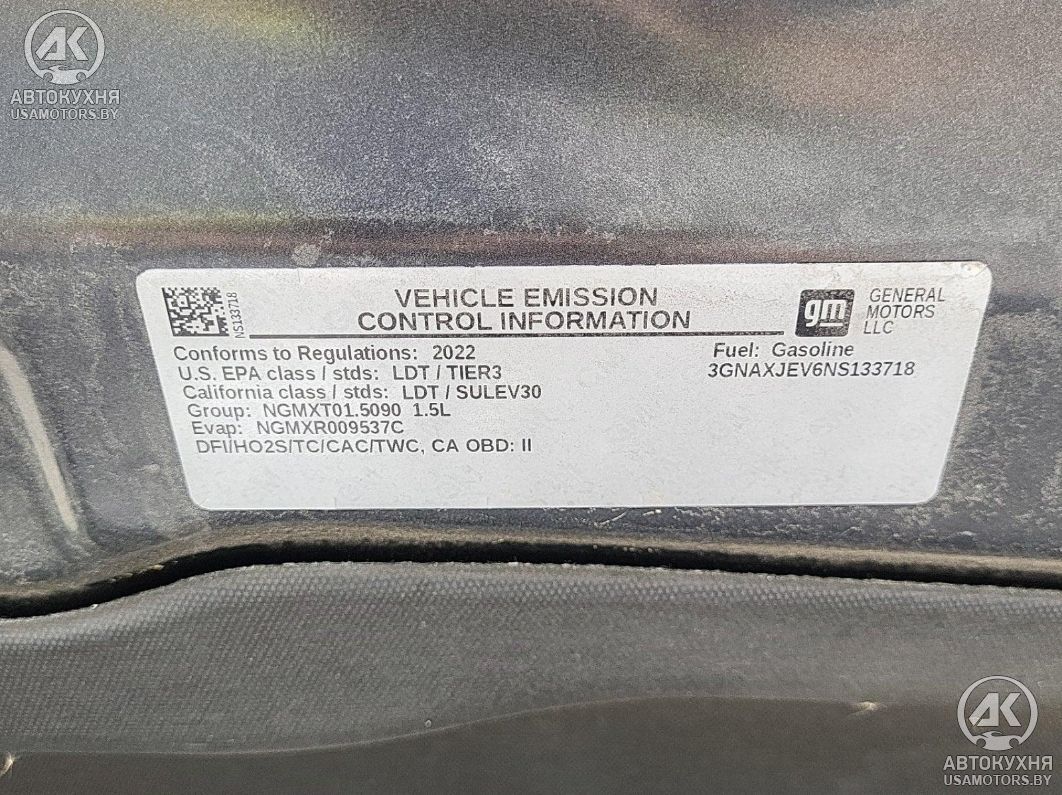 AK
АВТОКУХНЯ
USAMOTORS.BY
NS133718
VEHICLE EMISSION
CONTROL INFORMATION
gm
GENERAL
MOTORS
LLC
Conforms to Regulations: 2022
U.S. EPA class / stds: LDT / TIER3
California class / stds: LDT / SULEV30
Group: NGMXT01.5090 1.5L
Evap: NGMXR009537C
DFI/HO2S/TC/CAC/TWC, CA OBD: II
Fuel: Gasoline
3GNAXJEV6NS133718
AK
АВТОКУХНЯ
USAMOTORS.BY